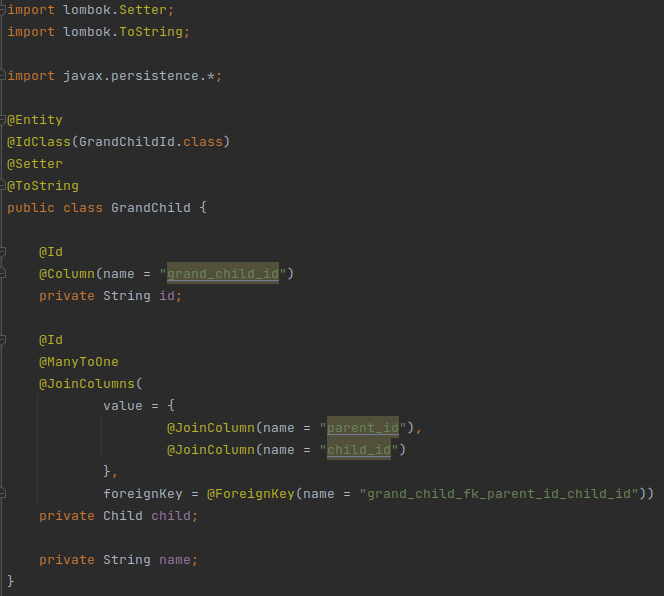 import lombok.Setter;
import lombok.ToString;
import javax.persistence.*;
@Entity
@IdClass(GrandChildId.class)
@Setter
@ToString
public class GrandChild {
@Id
@Column(name = "grand_child_id")
private String id;
@Id
@ManyToOne
@JoinColumns(
value = {
@JoinColumn(name = "parent_id"),
@JoinColumn(name = "child_id")
},
foreignKey = @ForeignKey(name = "grand_child_fk_parent_id_child_id"))
private Child child;
private String name;
}